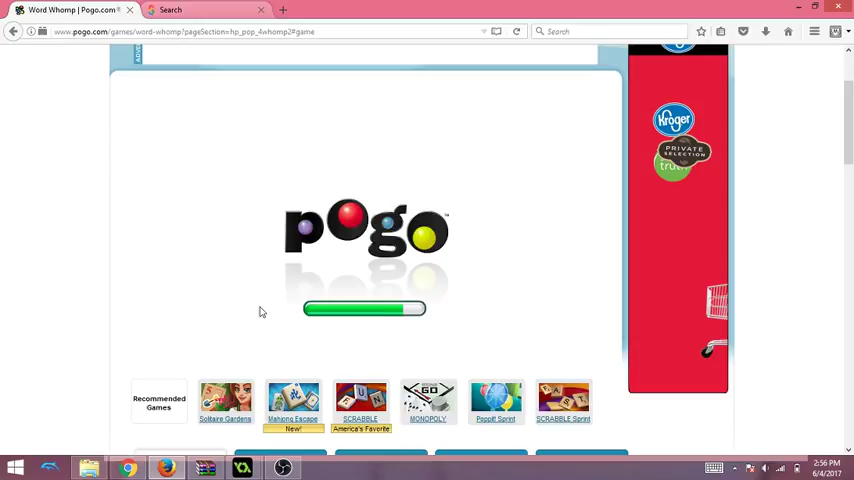 Word Whomp | Pogo.com ®
Search
www.pogo.com/games/word-whomp?pageSection=hp_pop_4whomp2#game
Search
Kroger
PRIVATE
SELECTION
truth
pogo™
Recommended
Games
Solitaire Gardens
Mahjong Escape
New!
SCRABBLE
America's Favorite
MONOPOLY
Poppit! Sprint
SCRABBLE Sprint
2:56 PM
6/4/2017